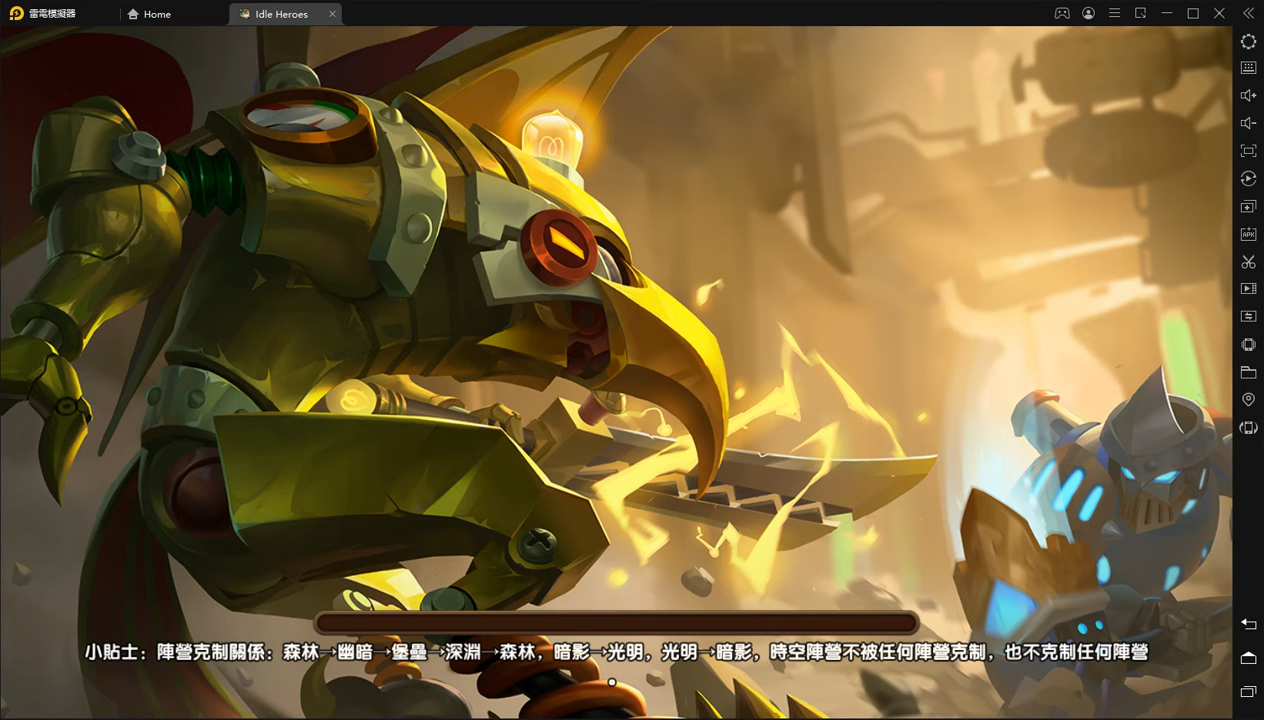 雷電模擬器
Home
Idle Heroes
APK
小貼士：陣營克制關係：森林→幽暗→堡壘→深淵→森林，暗影→光明，光明→暗影，時空陣營不被任何陣營克制，也不克制任何陣營
。